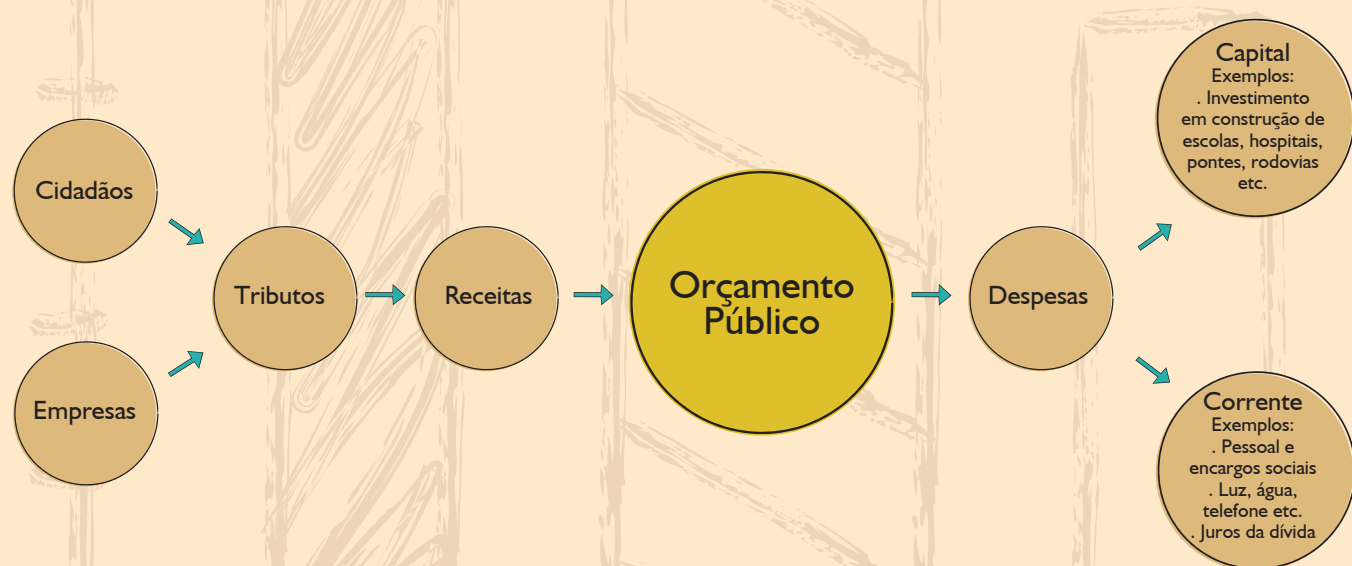 Cidadãos
Empresas
Tributos
Receitas
Orçamento
Público
Despesas
Capital
Exemplos:
. Investimento
em construção de
escolas, hospitais,
pontes, rodovias
etc.
Corrente
Exemplos:
. Pessoal e
encargos sociais
. Luz, água,
telefone etc.
. Juros da dívida